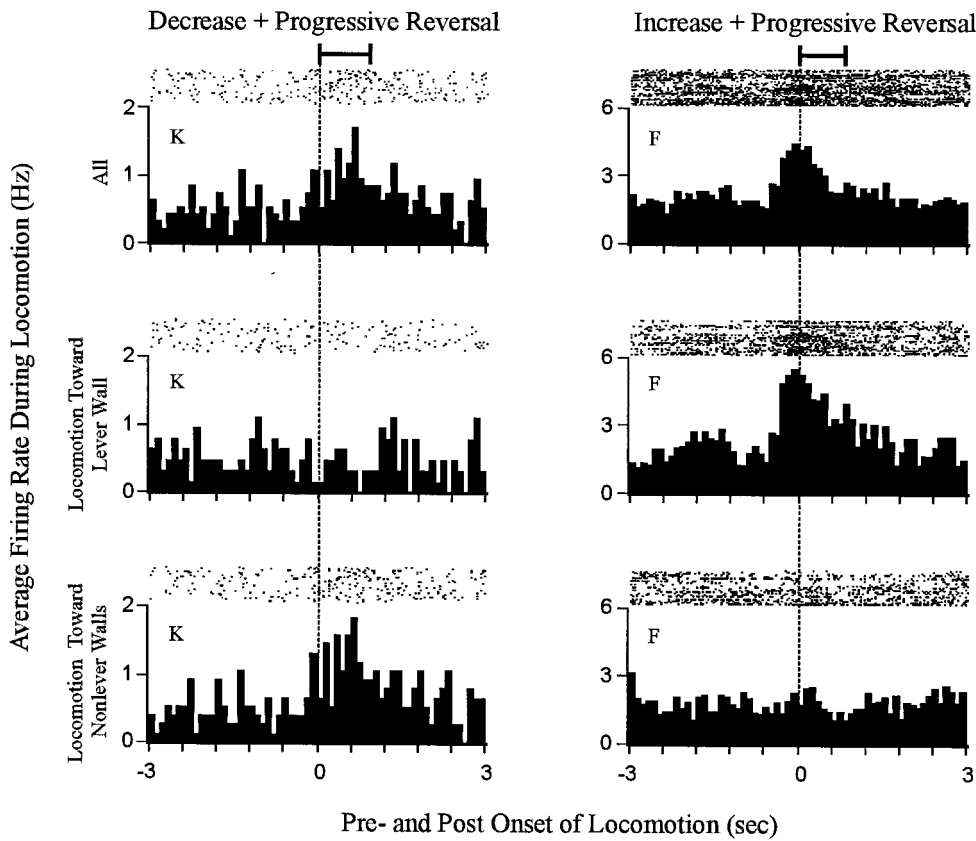 Decrease + Progressive Reversal
Increase + Progressive Reversal
Average Firing Rate During Locomotion (Hz)
All
2
1
0
K
6
3
0
F
Locomotion Toward
Lever Wall
2
1
0
K
6
3
0
F
Locomotion Toward
Nonlever Walls
2
1
0
K
-3
0
3
6
3
0
F
-3
0
3
Pre- and Post Onset of Locomotion (sec)